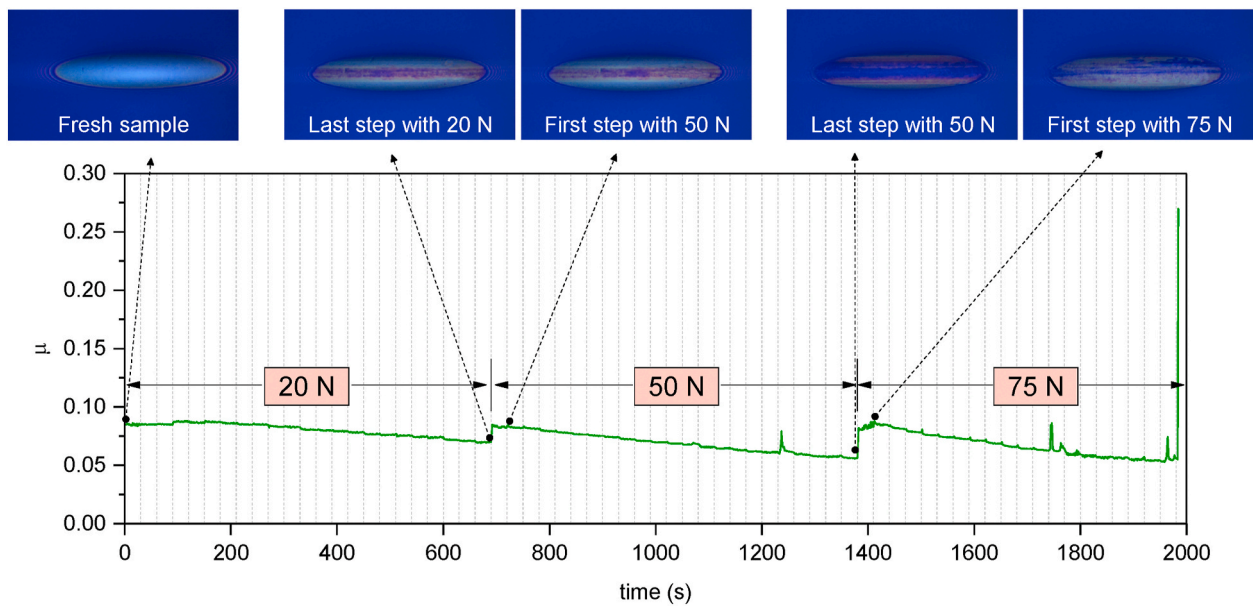 Fresh sample
Last step with 20 N
First step with 50 N
Last step with 50 N
First step with 75 N
0.30
0.25
0.20
0.15
0.10
0.05
0.00
μ
20 N
50 N
75 N
0
200
400
600
800
1000
1200
1400
1600
1800
2000
time (s)